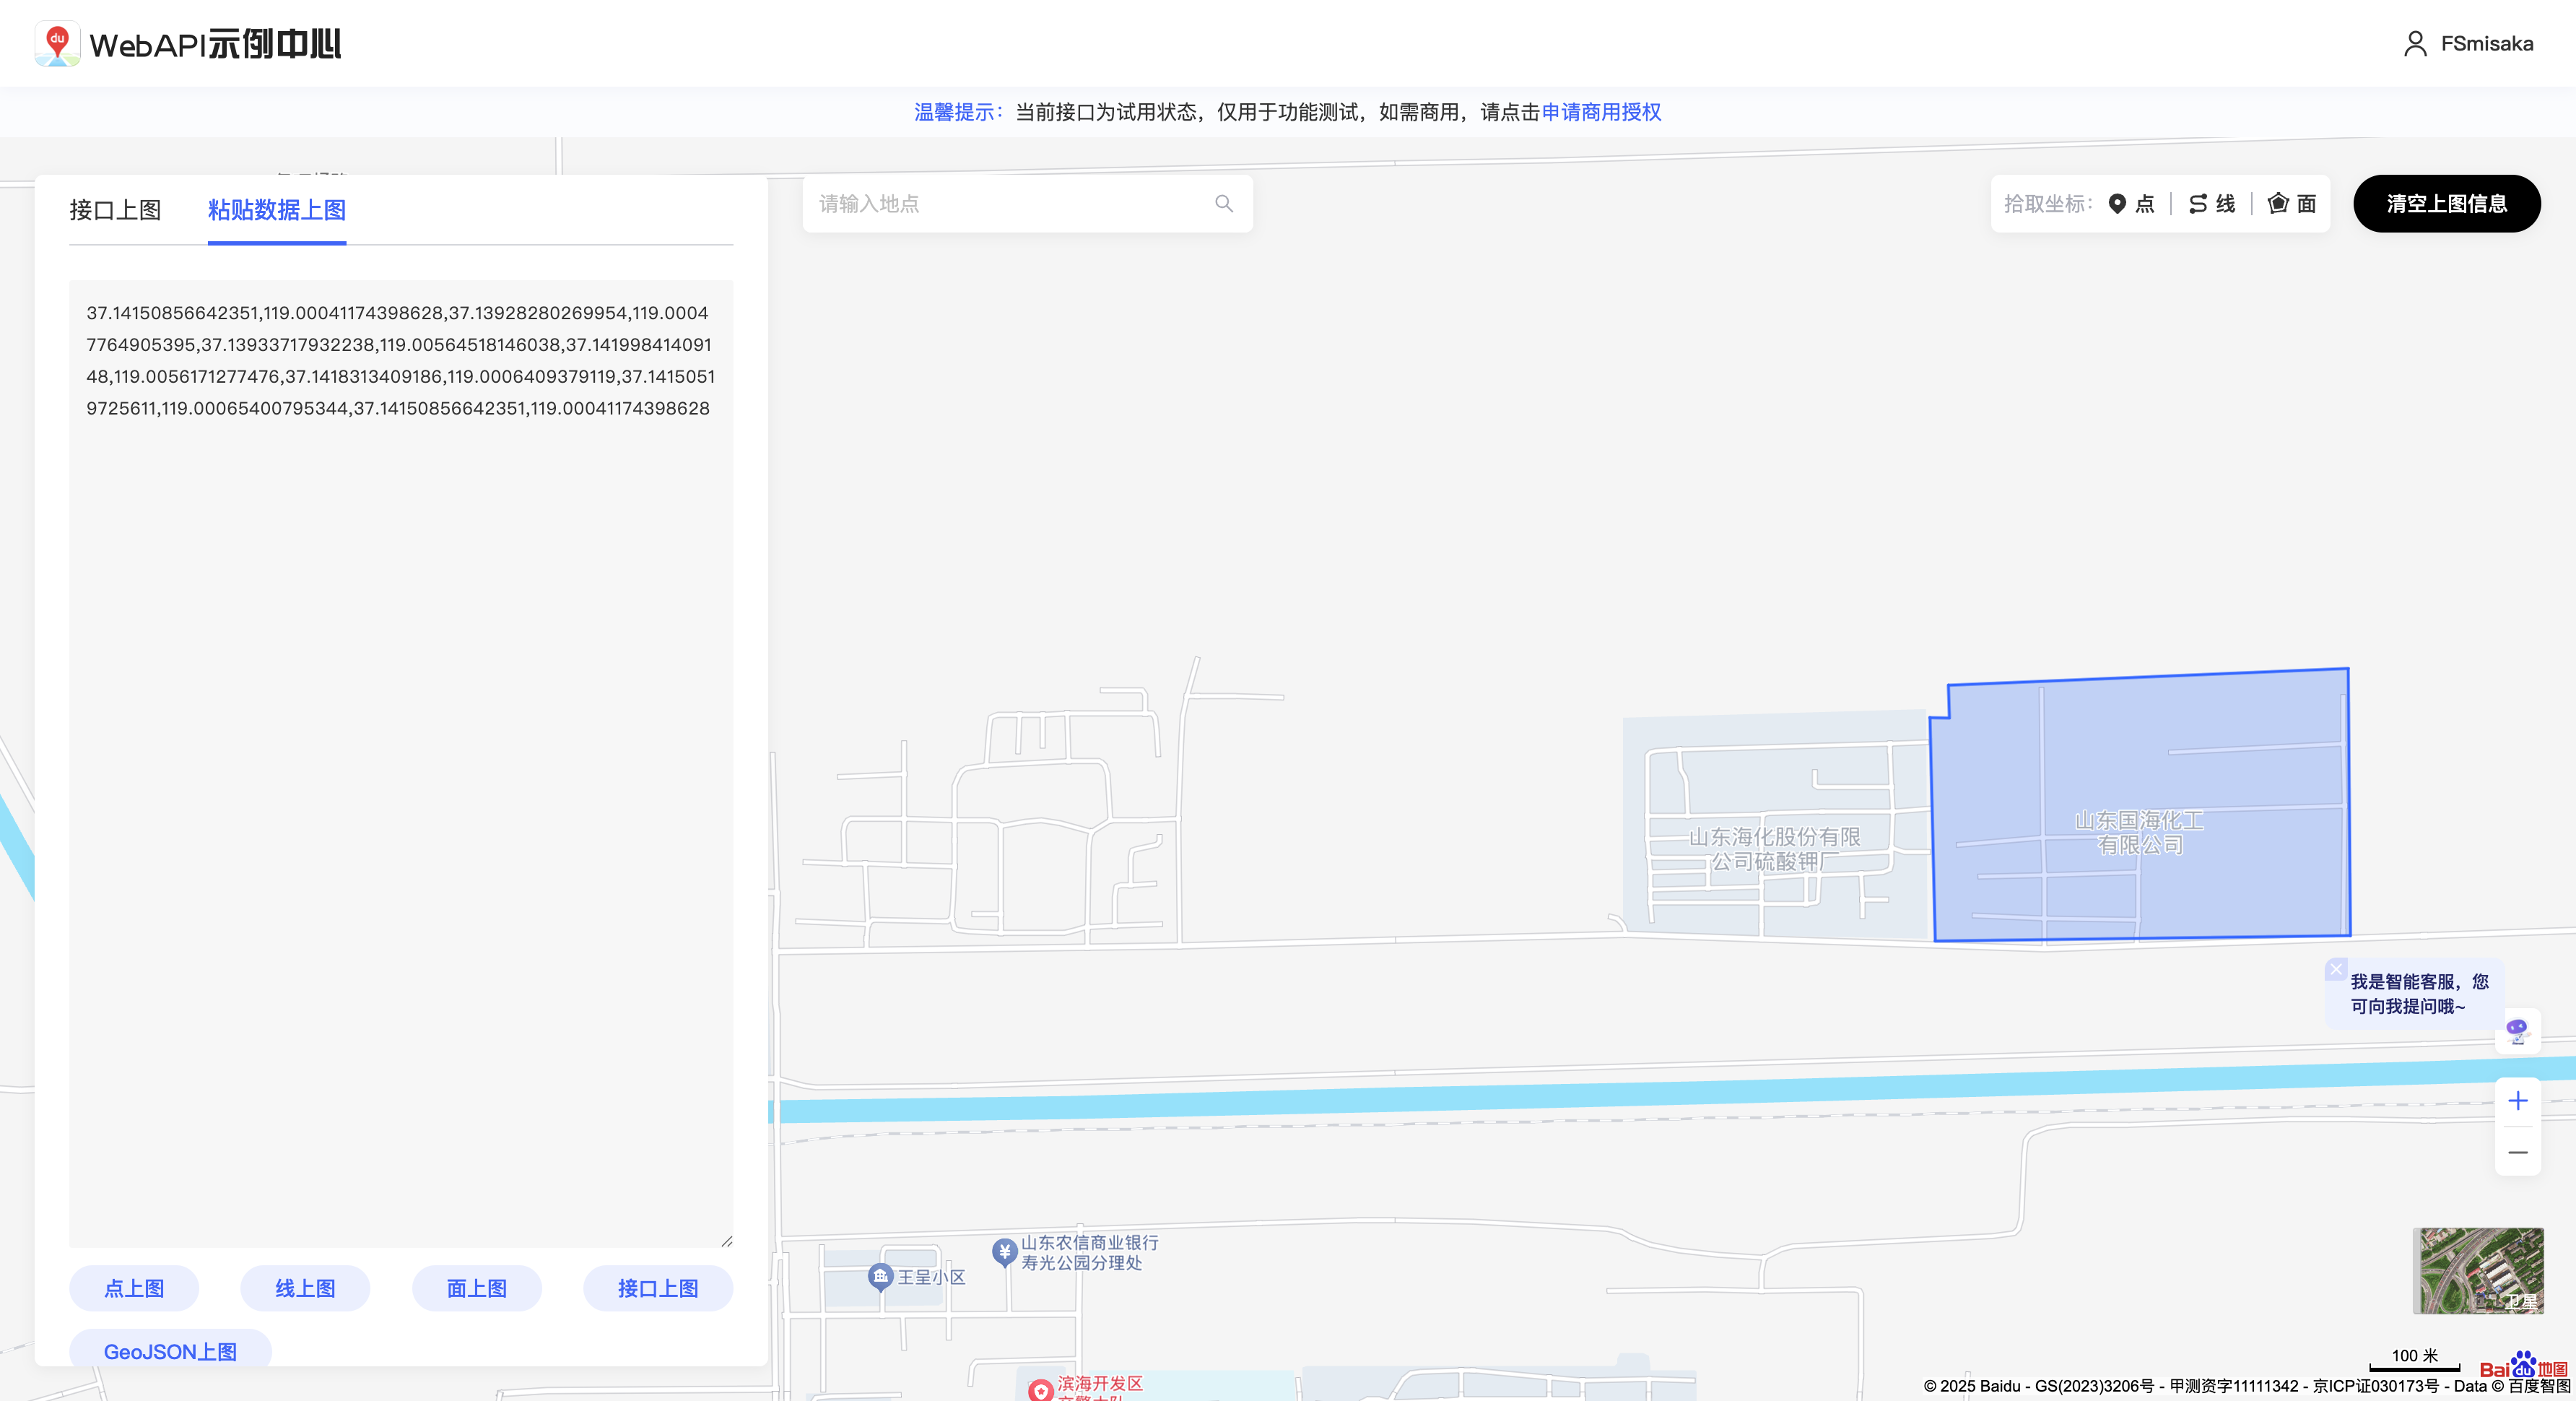 du WebAPI示例中心
FSmisaka
温馨提示：当前接口为试用状态，仅用于功能测试，如需商用，请点击申请商用授权
接口上图 粘贴数据上图
请输入地点
拾取坐标： 点 线 面
清空上图信息
37.14150856642351,119.00041174398628,37.13928280269954,119.0004
7764905395,37.13933717932238,119.00564518146038,37.141998414091
48,119.0056171277476,37.1418313409186,119.0006409379119,37.1415051
9725611,119.00065400795344,37.14150856642351,119.00041174398628
山东海化股份有限
公司硫酸钾厂
山东国海化工
有限公司
我是智能客服，您
可向我提问哦~
山东农信商业银行
寿光公园分理处
王呈小区
点上图 线上图 面上图 接口上图
GeoJSON上图
卫星
滨海开发区
100 米
Bai du 地图
© 2025 Baidu - GS(2023)3206号 - 甲测资字11111342 - 京ICP证030173号 - Data © 百度智图